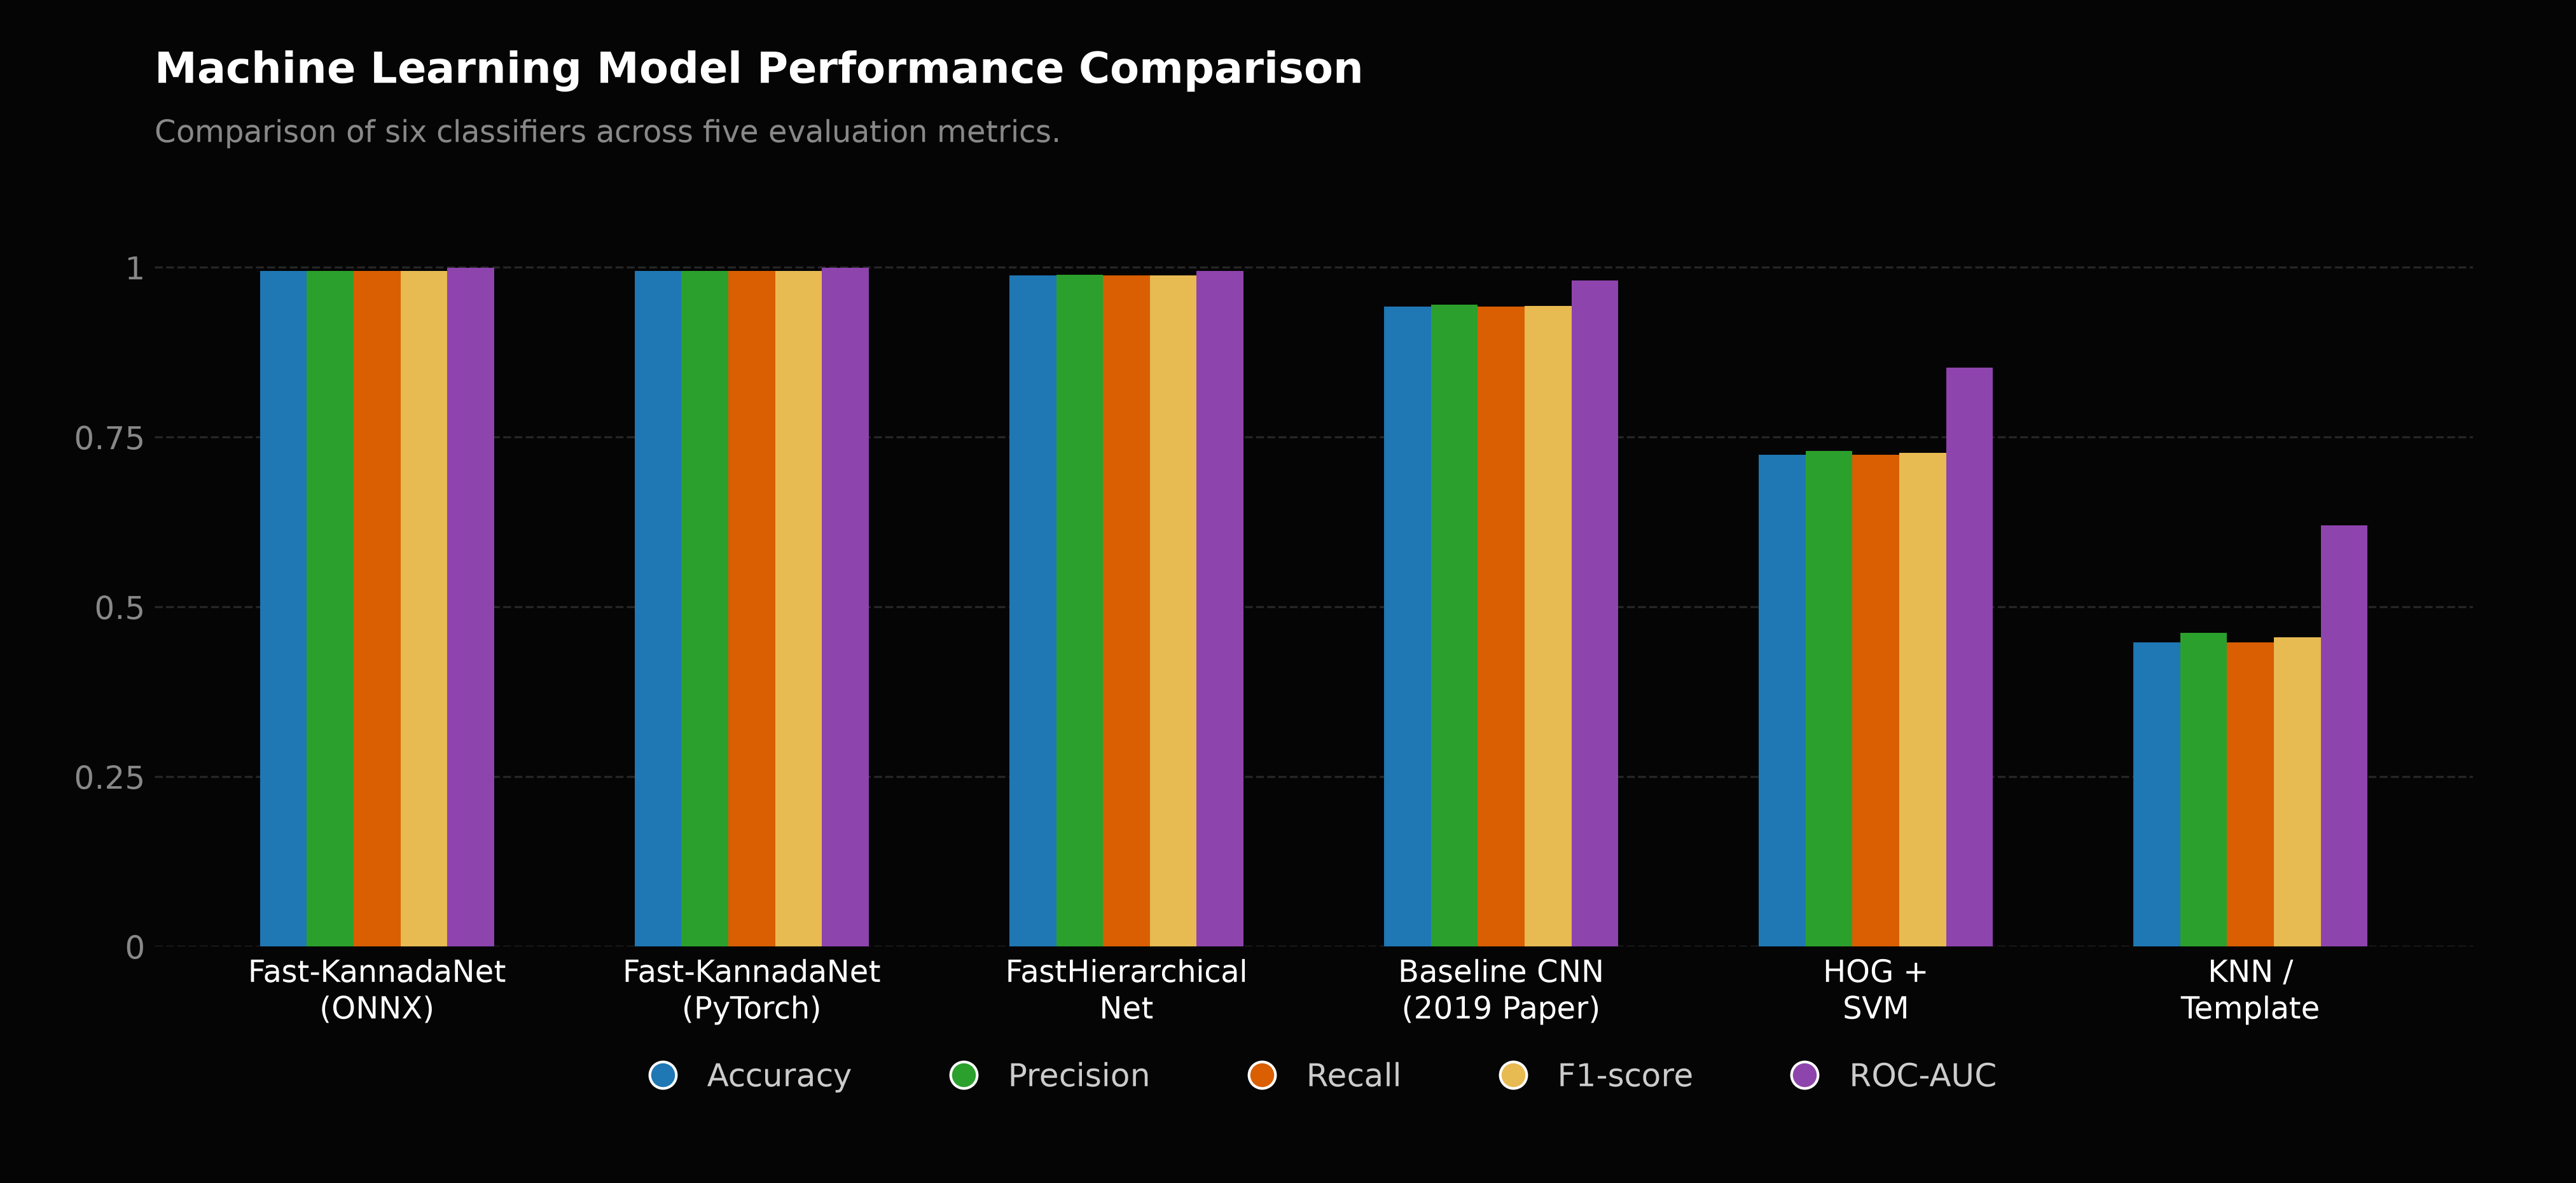 Machine Learning Model Performance Comparison
Comparison of six classifiers across five evaluation metrics.
1
0.75
0.5
0.25
0
Fast-KannadaNet
(ONNX)
Fast-KannadaNet
(PyTorch)
FastHierarchical
Net
Baseline CNN
(2019 Paper)
HOG +
SVM
KNN /
Template
Accuracy
Precision
Recall
F1-score
ROC-AUC